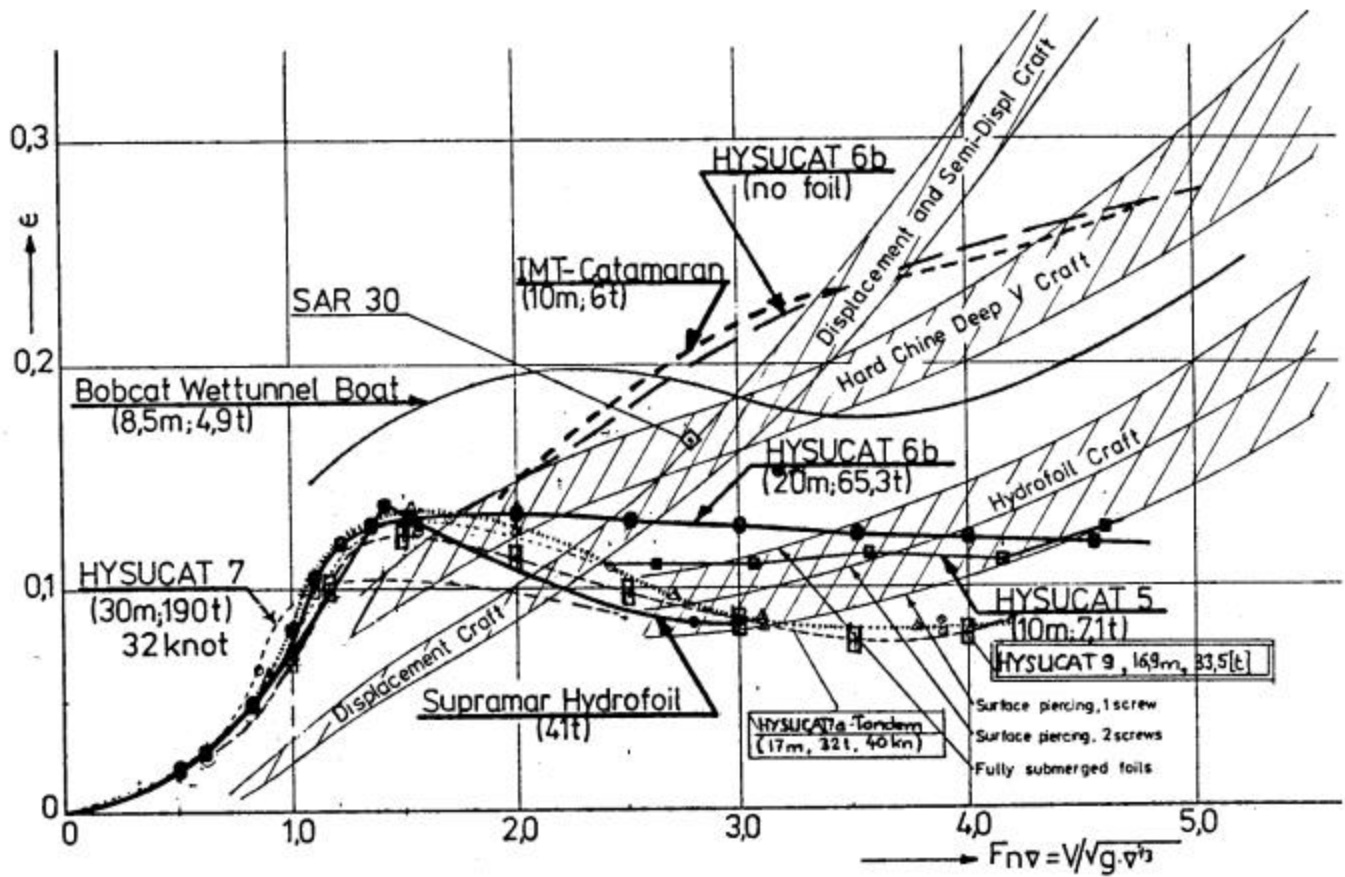 0,3
ϵ
HYSUCAT 6b
(no foil)
Displacement and Semi-Displ Craft
IMT-Catamaran
(10m; 6t)
SAR 30
Hard Chine Deep V Craft
0,2
Bobcat Wettunnel Boat
(8,5m; 4,9t)
HYSUCAT 6b
(20m; 65,3t)
Hydrofoil Craft
HYSUCAT 7
(30m; 190t)
32 knot
0,1
HYSUCAT 5
(10m; 7,1t)
HYSUCAT 9, 16,9m, 33,5[t]
Displacement Craft
Supramar Hydrofoil
(41t)
HYSUCAT 7a-Tandem
(17m, 32t, 40kn)
Surface piercing, 1 screw
Surface piercing, 2 screws
Fully submerged foils
0
0
1,0
2,0
3,0
4,0
5,0
Fn∇ = V/√g·∇^1/3